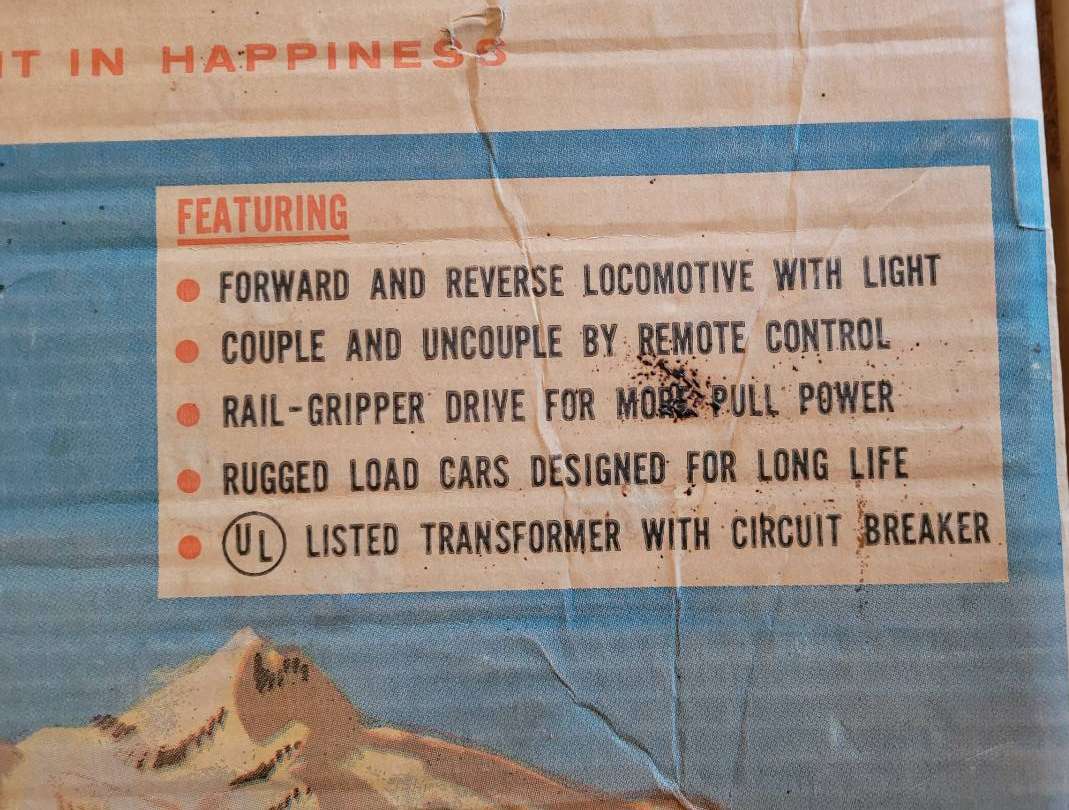 IT IN HAPPINESS
FEATURING
• FORWARD AND REVERSE LOCOMOTIVE WITH LIGHT
• COUPLE AND UNCOUPLE BY REMOTE CONTROL
• RAIL-GRIPPER DRIVE FOR MORE PULL POWER
• RUGGED LOAD CARS DESIGNED FOR LONG LIFE
• UL LISTED TRANSFORMER WITH CIRCUIT BREAKER